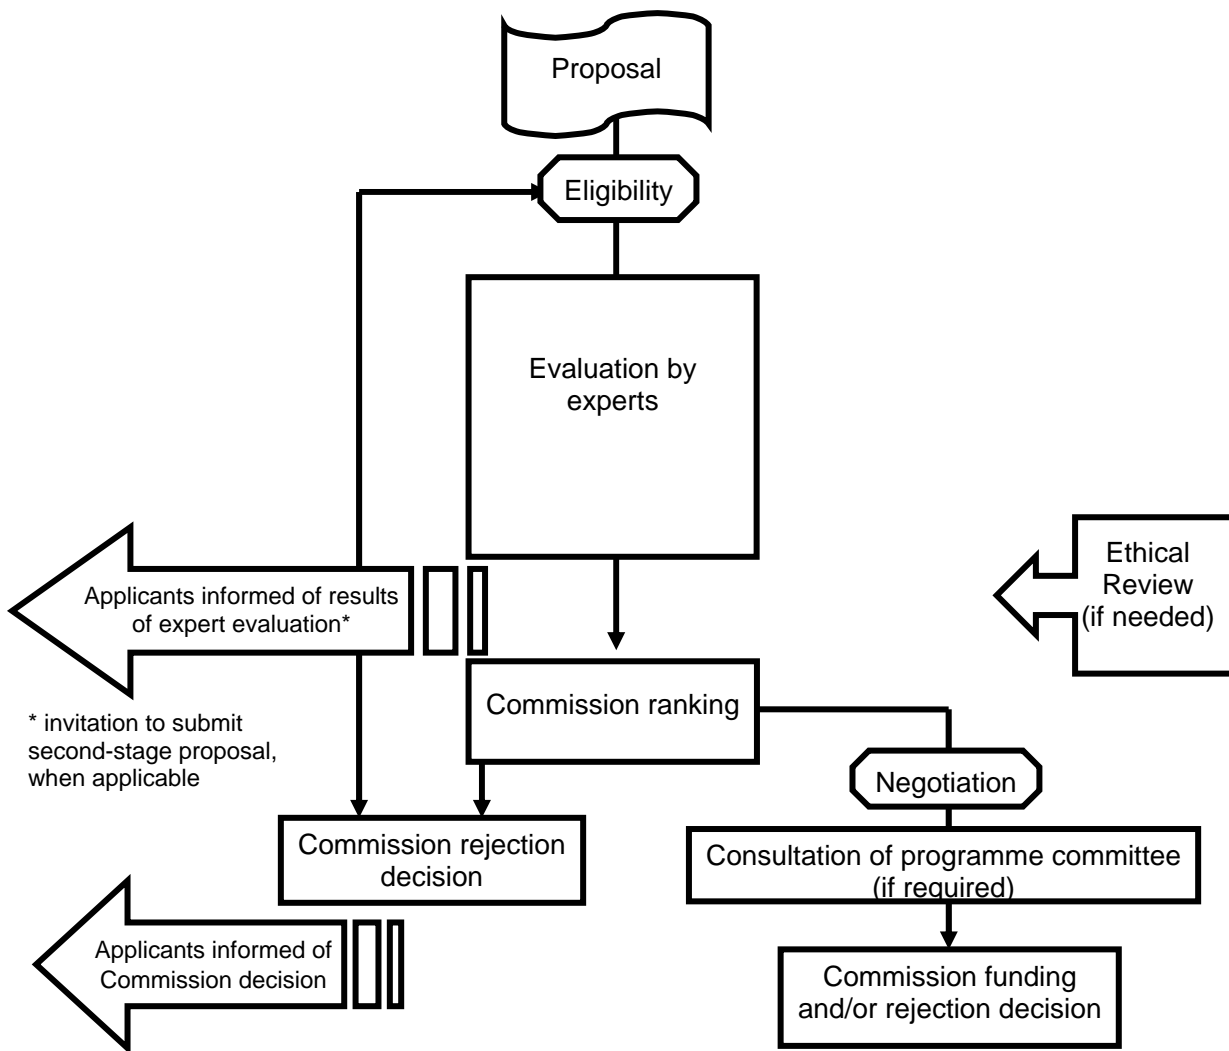 Proposal
Eligibility
Evaluation by
experts
Ethical
Review
(if needed)
Applicants informed of results
of expert evaluation*
Commission ranking
* invitation to submit
second-stage proposal,
when applicable
Negotiation
Commission rejection
decision
Consultation of programme committee
(if required)
Applicants informed of
Commission decision
Commission funding
and/or rejection decision